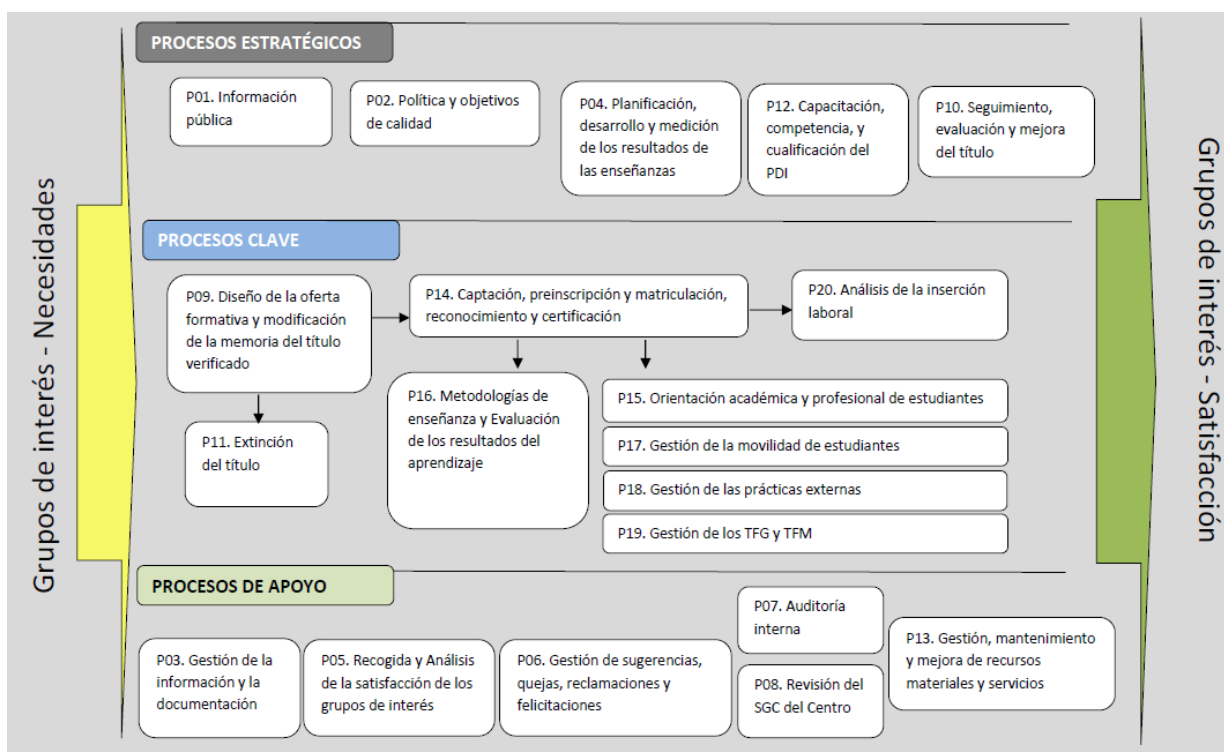 Grupos de interés - Necesidades
PROCESOS ESTRATÉGICOS
P01. Información
pública
P02. Política y objetivos
de calidad
P04. Planificación,
desarrollo y medición
de los resultados de
las enseñanzas
P12. Capacitación,
competencia, y
cualificación del
PDI
P10. Seguimiento,
evaluación y mejora
del título
PROCESOS CLAVE
P09. Diseño de la oferta
formativa y modificación
de la memoria del título
verificado
P14. Captación, preinscripción y matriculación,
reconocimiento y certificación
P20. Análisis de la inserción
laboral
P11. Extinción
del título
P16. Metodologías de
enseñanza y Evaluación
de los resultados del
aprendizaje
P15. Orientación académica y profesional de estudiantes
P17. Gestión de la movilidad de estudiantes
P18. Gestión de las prácticas externas
P19. Gestión de los TFG y TFM
PROCESOS DE APOYO
P03. Gestión de la
información y la
documentación
P05. Recogida y Análisis
de la satisfacción de los
grupos de interés
P06. Gestión de sugerencias,
quejas, reclamaciones y
felicitaciones
P07. Auditoría
interna
P08. Revisión del
SGC del Centro
P13. Gestión, mantenimiento
y mejora de recursos
materiales y servicios
Grupos de interés - Satisfacción